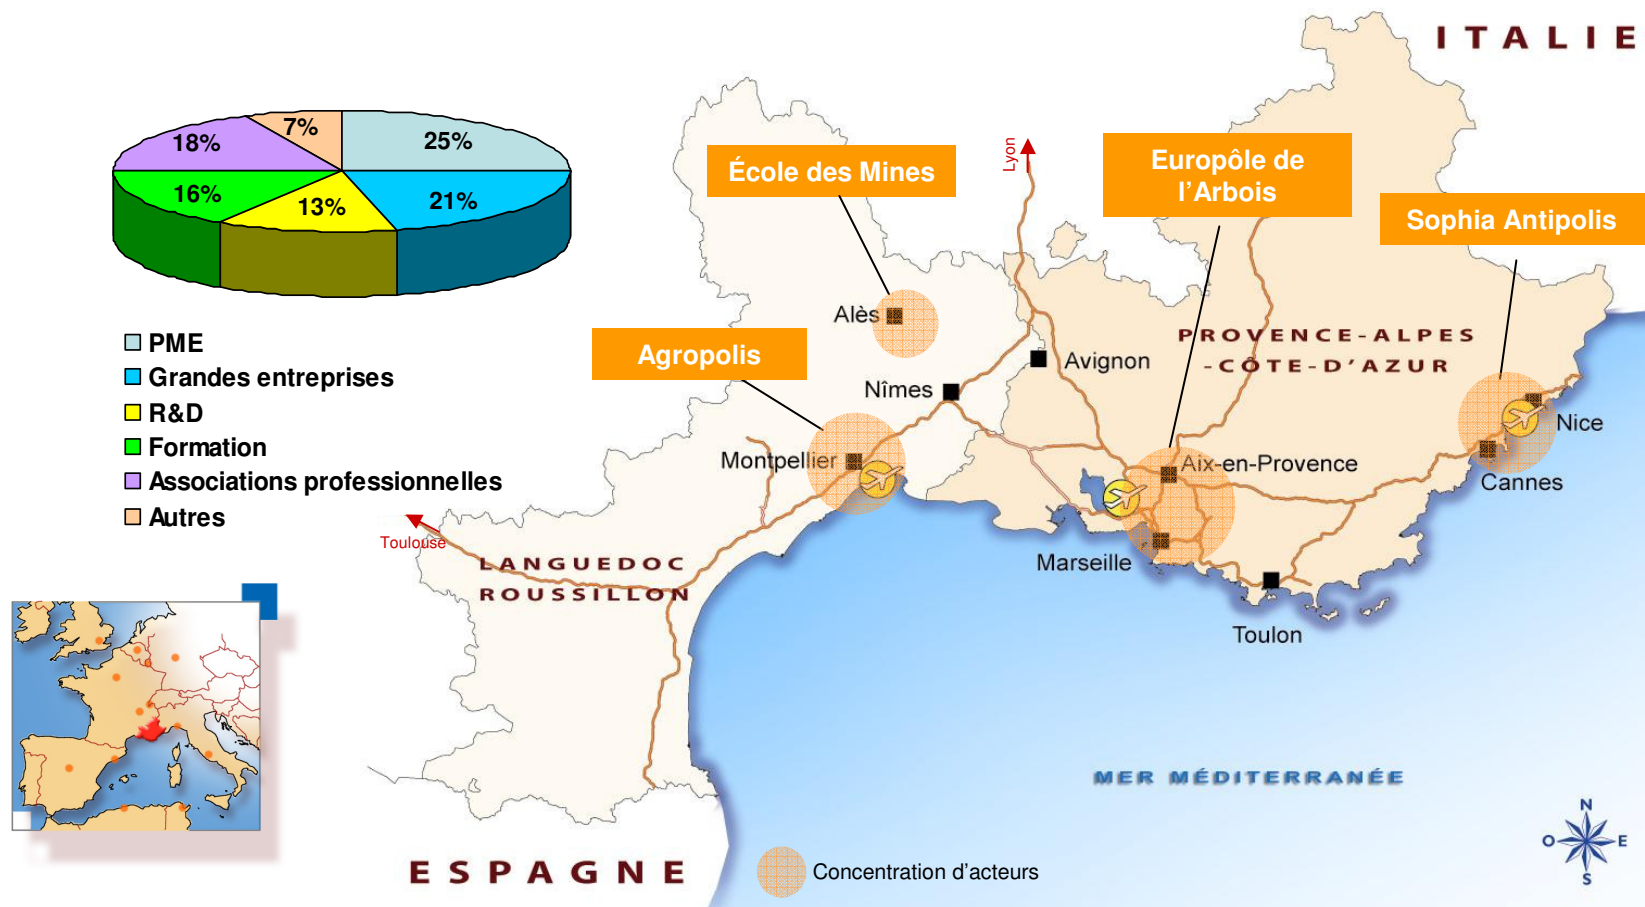 ITALIE
7%
18%
25%
16%
13%
21%
École des Mines
Lyon
Europôle de
l’Arbois
Sophia Antipolis
Alès
PME
Grandes entreprises
R&D
Formation
Associations professionnelles
Autres
Agropolis
PROVENCE-ALPES
-CÔTE-D’AZUR
Avignon
Nîmes
Nice
Montpellier
Aix-en-Provence
Cannes
Toulouse
LANGUEDOC
ROUSSILLON
Marseille
Toulon
MER MÉDITERRANÉE
N
O
E
S
ESPAGNE
Concentration d’acteurs